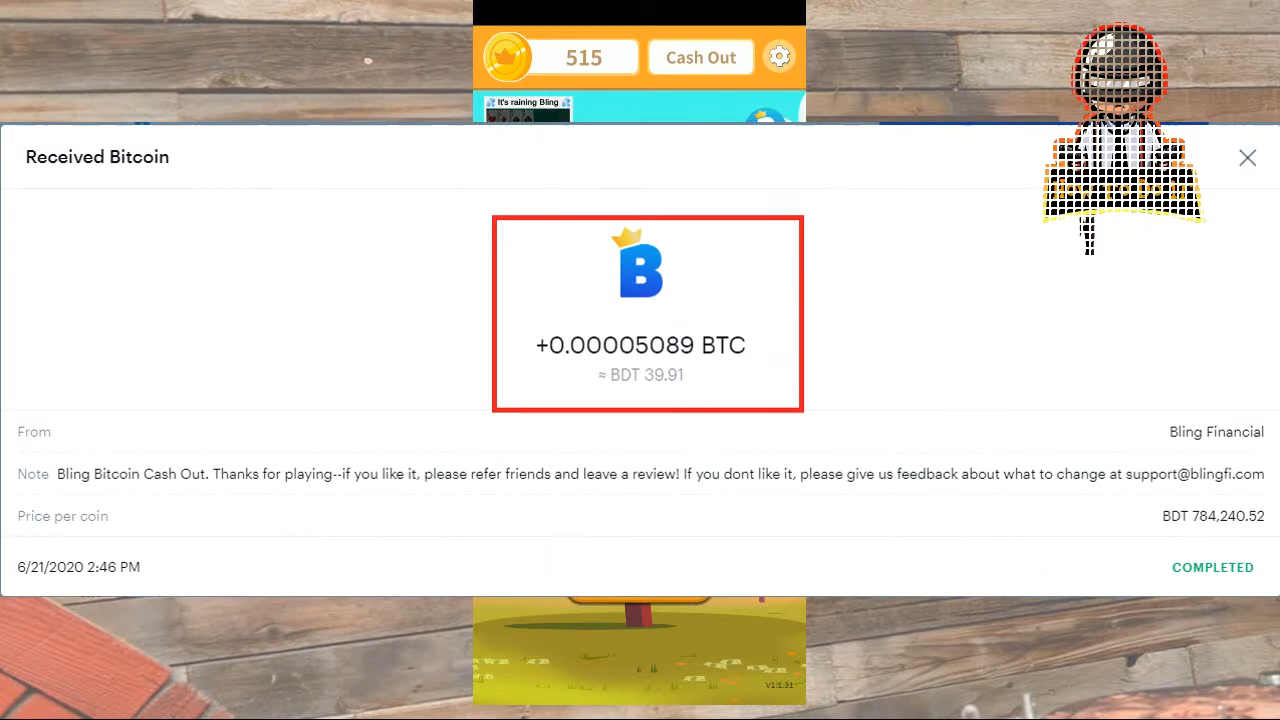 515
Cash Out
It's raining Bling
Received Bitcoin
B
+0.00005089 BTC
≈ BDT 39.91
From Bling Financial
Note Bling Bitcoin Cash Out. Thanks for playing--if you like it, please refer friends and leave a review! If you dont like it, please give us feedback about what to change at support@blingfi.com
Price per coin BDT 784,240.52
6/21/2020 2:46 PM COMPLETED
V1.1.31